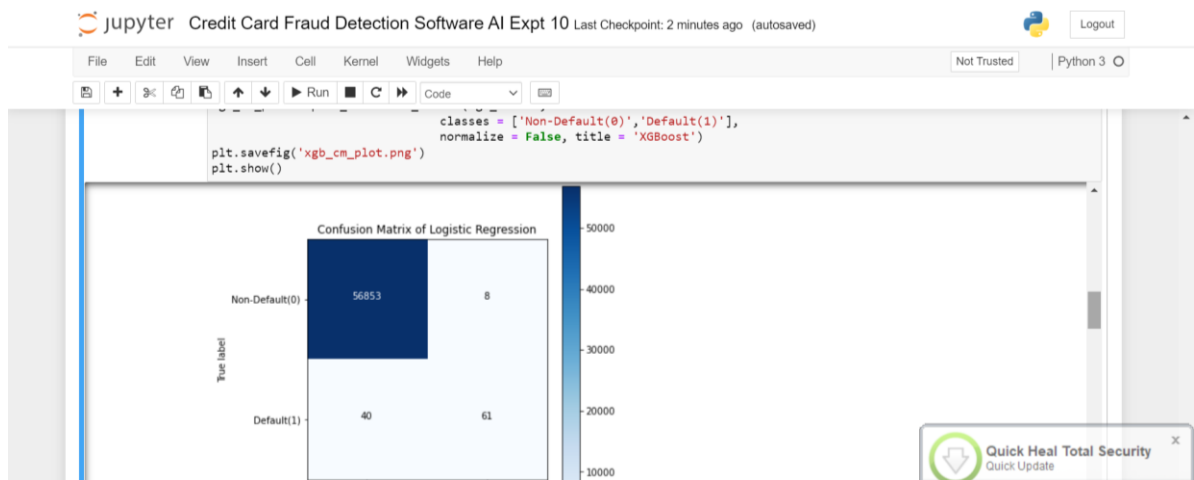 jupyter Credit Card Fraud Detection Software AI Expt 10 Last Checkpoint: 2 minutes ago (autosaved)
Logout
File Edit View Insert Cell Kernel Widgets Help
Not Trusted
Python 3
Run
Code
classes = ['Non-Default(0)','Default(1)'],
normalize = False, title = 'XGBoost')
plt.savefig('xgb_cm_plot.png')
plt.show()
Confusion Matrix of Logistic Regression
50000
Non-Default(0)
56853
8
40000
30000
True label
20000
Default(1)
40
61
10000
Quick Heal Total Security
Quick Update
X